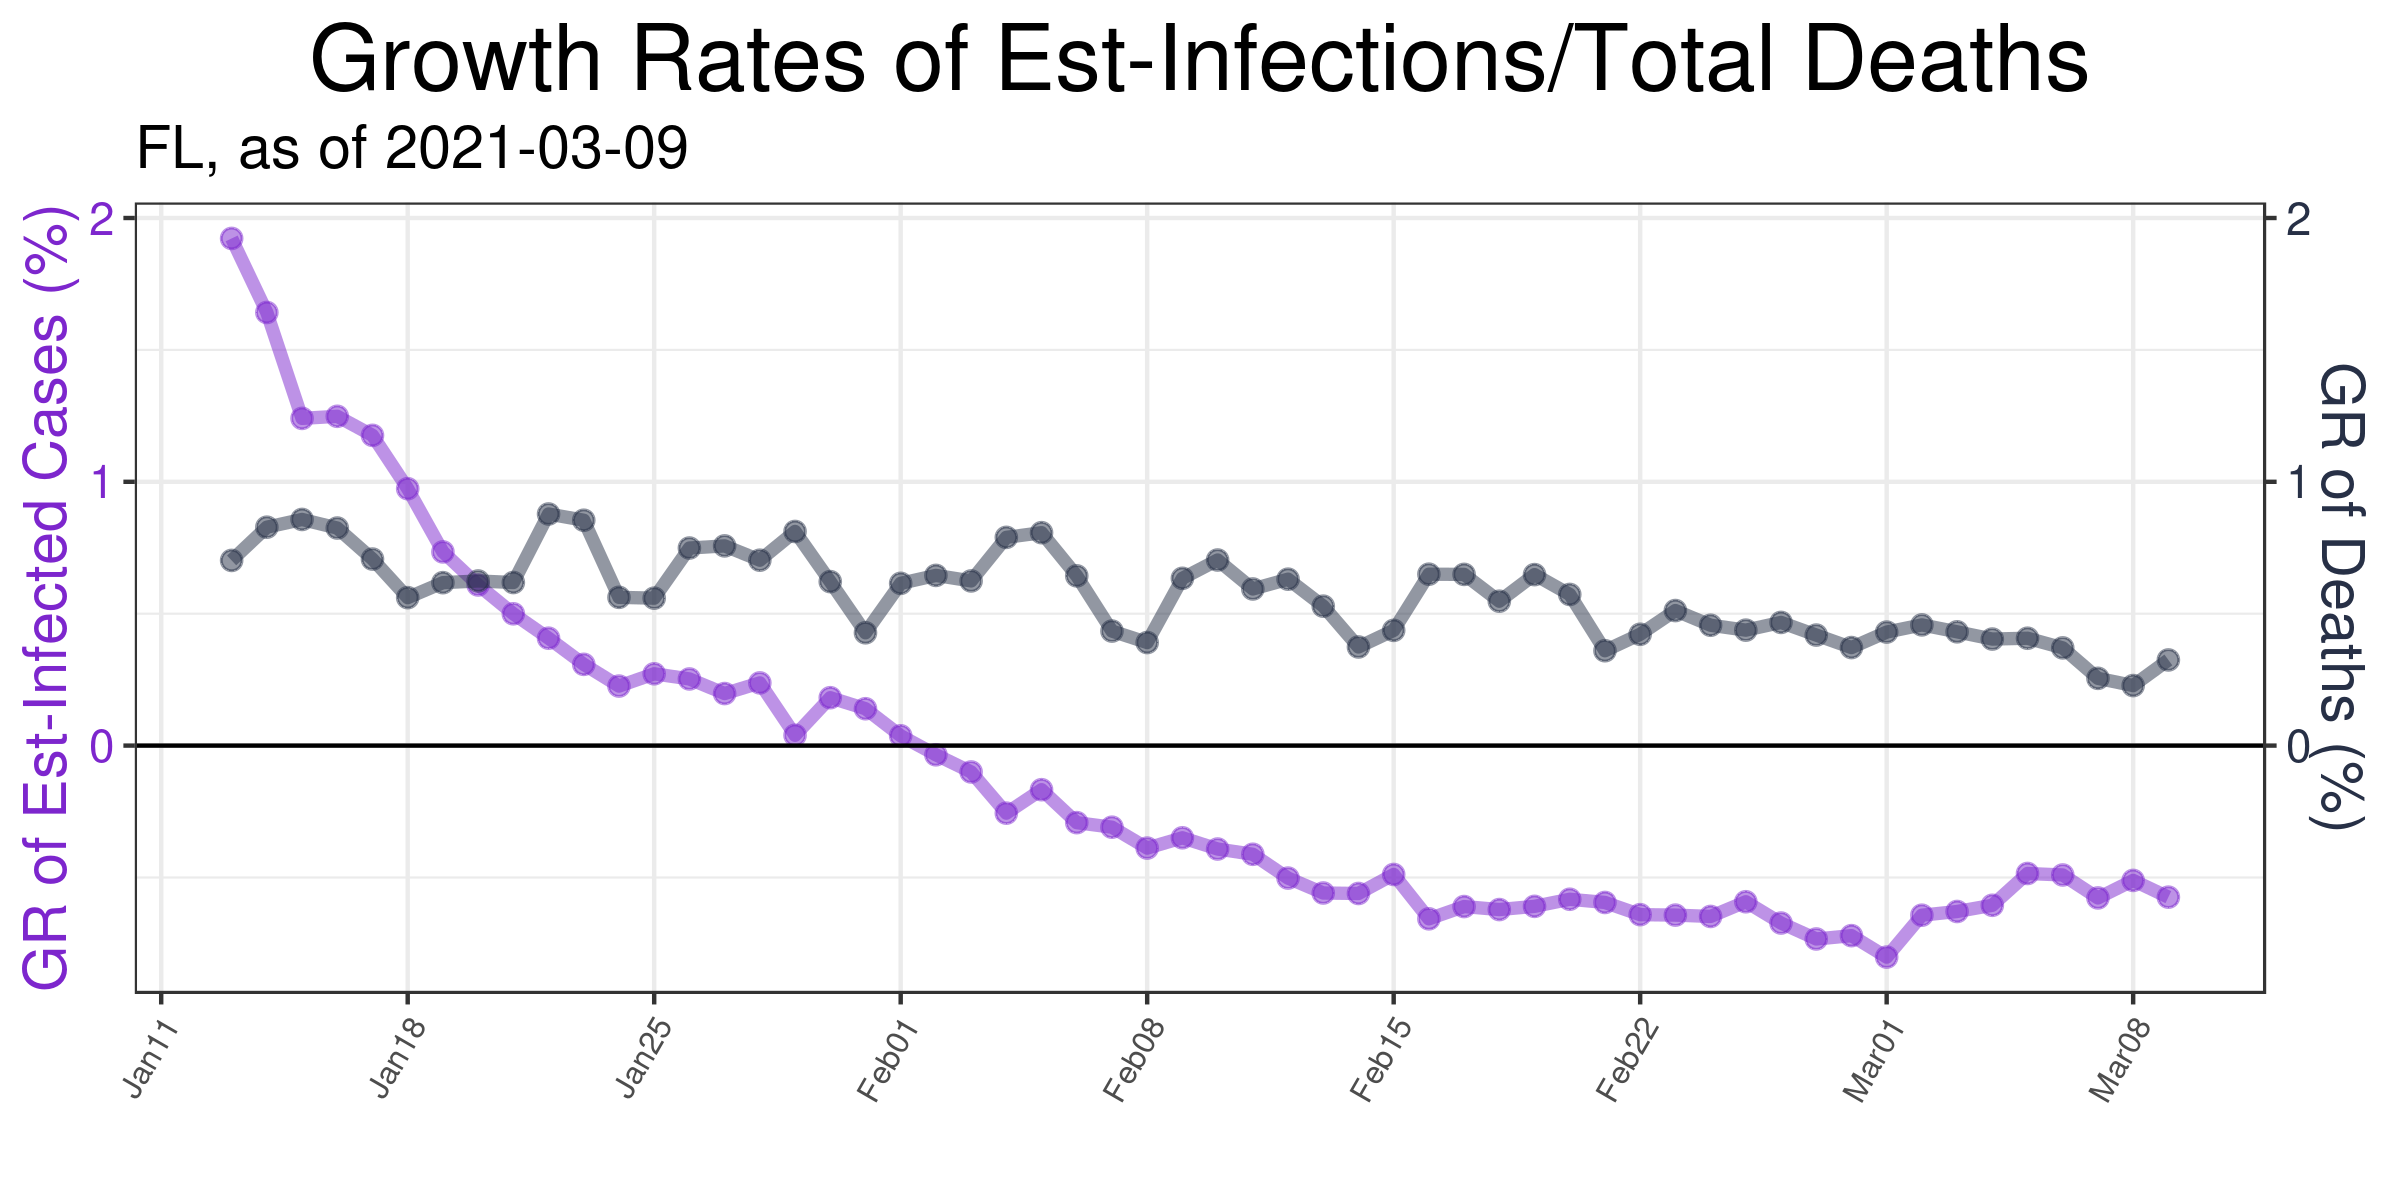 Growth Rates of Est-Infections/Total Deaths
FL, as of 2021-03-09
GR of Est-Infected Cases (%)
2
1
0
2
1
0
GR of Deaths (%)
Jan11
Jan18
Jan25
Feb01
Feb08
Feb15
Feb22
Mar01
Mar08